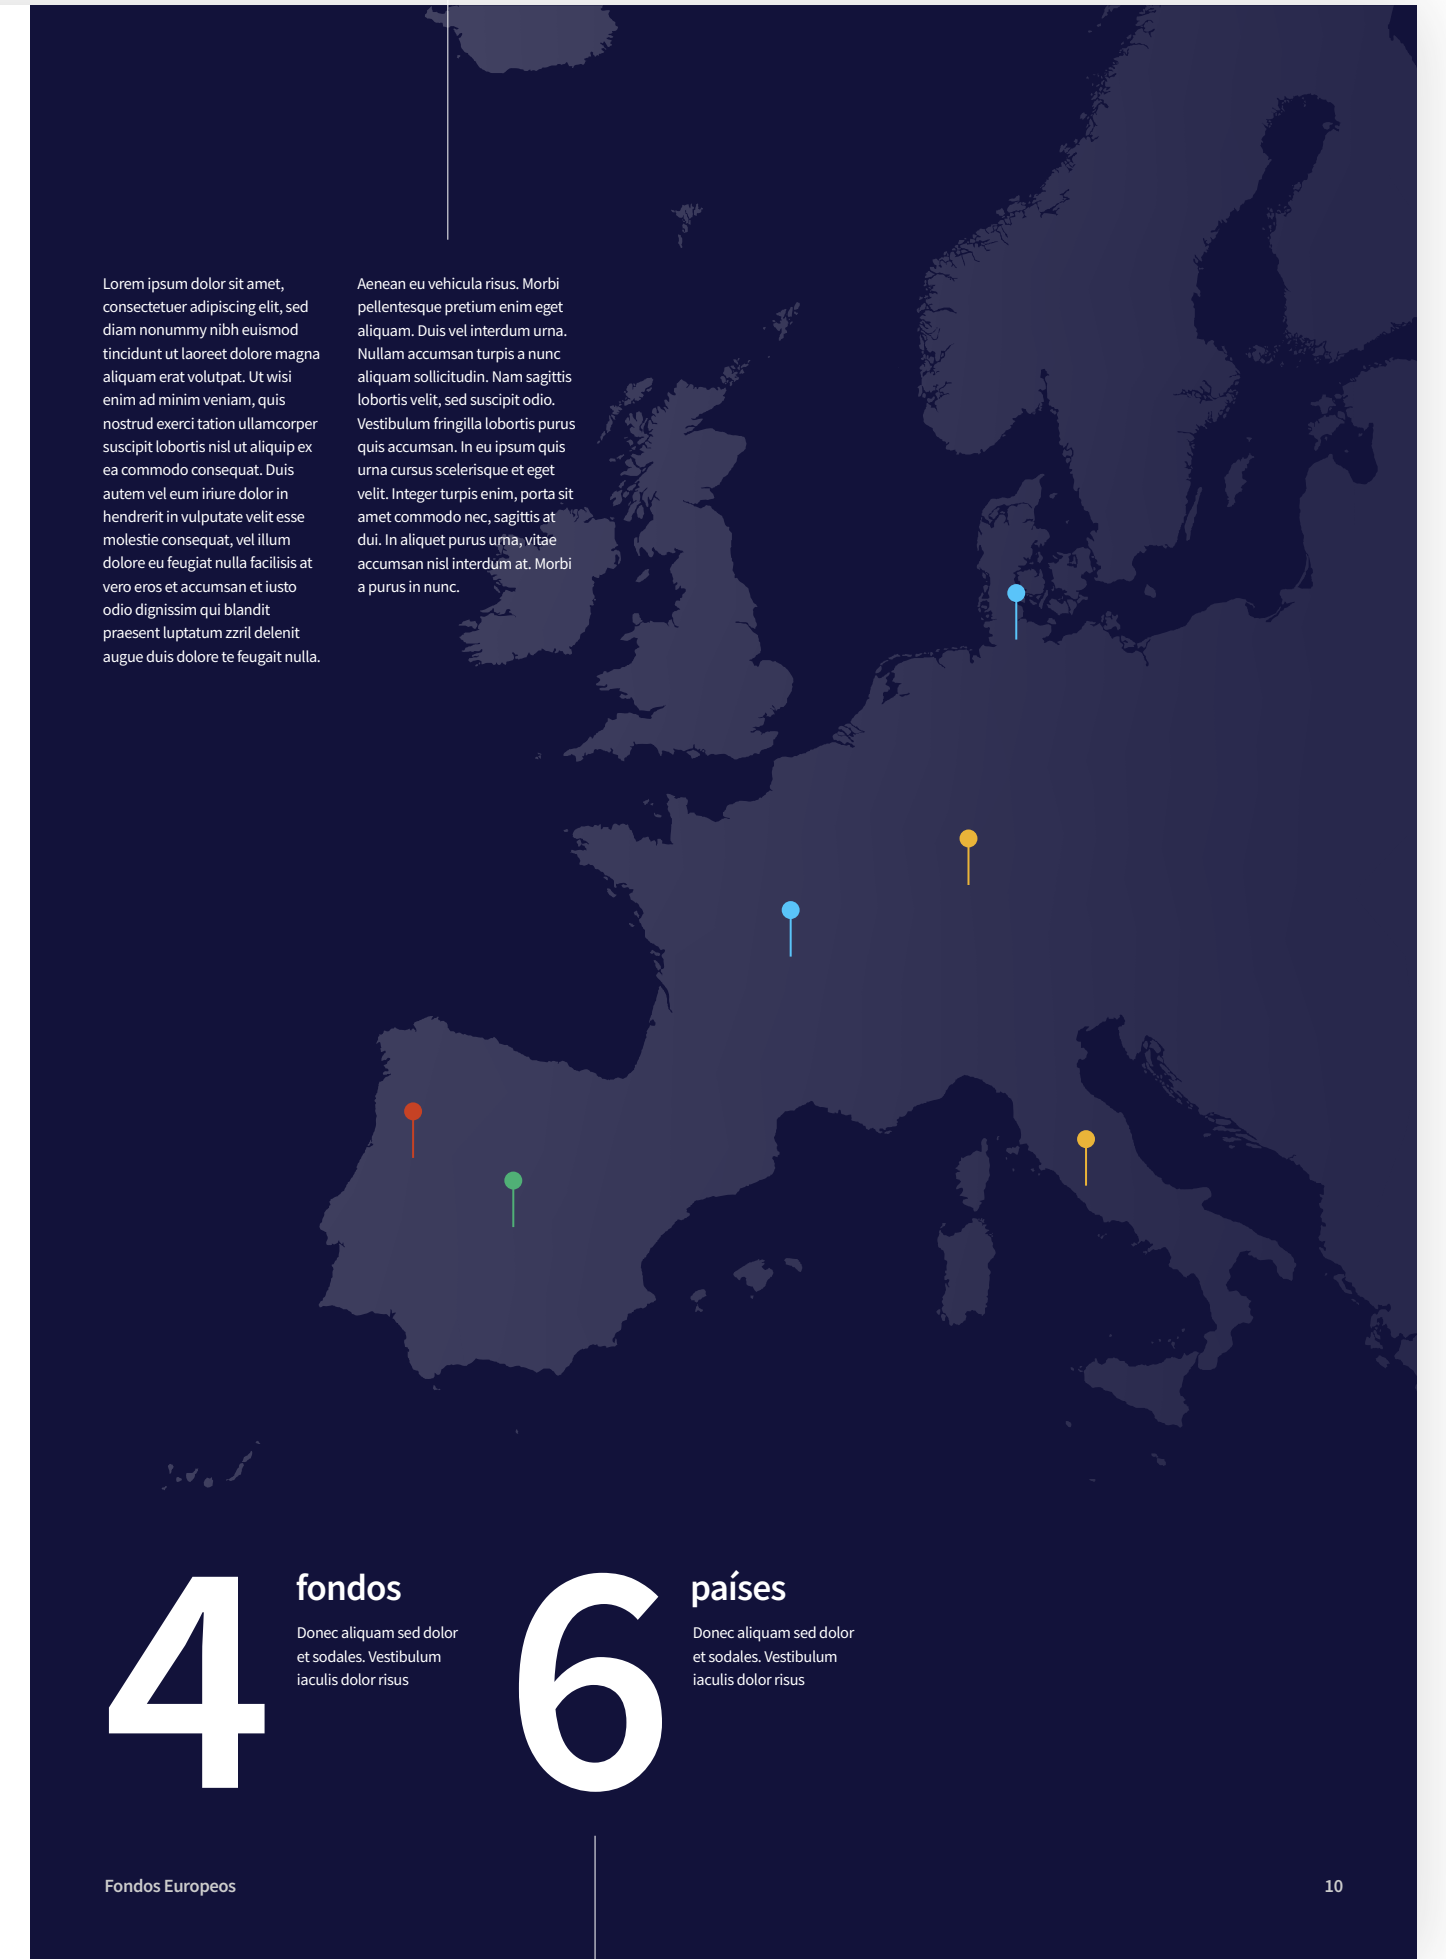 Lorem ipsum dolor sit amet,
consectetuer adipiscing elit, sed
diam nonummy nibh euismod
tincidunt ut laoreet dolore magna
aliquam erat volutpat. Ut wisi
enim ad minim veniam, quis
nostrud exerci tation ullamcorper
suscipit lobortis nisl ut aliquip ex
ea commodo consequat. Duis
autem vel eum iriure dolor in
hendrerit in vulputate velit esse
molestie consequat, vel illum
dolore eu feugiat nulla facilisis at
vero eros et accumsan et iusto
odio dignissim qui blandit
praesent luptatum zzril delenit
augue duis dolore te feugait nulla.
Aenean eu vehicula risus. Morbi
pellentesque pretium enim eget
aliquam. Duis vel interdum urna.
Nullam accumsan turpis a nunc
aliquam sollicitudin. Nam sagittis
lobortis velit, sed suscipit odio.
Vestibulum fringilla lobortis purus
quis accumsan. In eu ipsum quis
urna cursus scelerisque et eget
velit. Integer turpis enim, porta sit
amet commodo nec, sagittis at
dui. In aliquet purus urna, vitae
accumsan nisl interdum at. Morbi
a purus in nunc.
4
fondos
Donec aliquam sed dolor
et sodales. Vestibulum
iaculis dolor risus
6
países
Donec aliquam sed dolor
et sodales. Vestibulum
iaculis dolor risus
Fondos Europeos
10